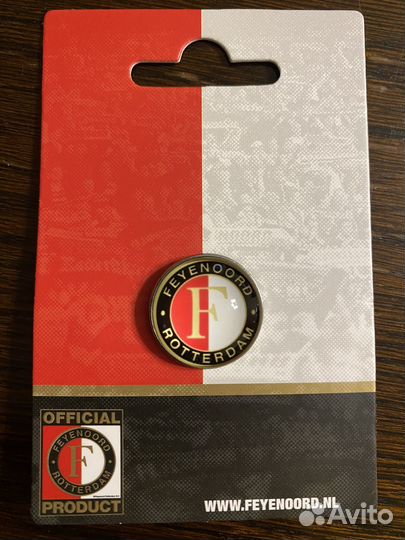 FEYENOORD
F
ROTTERDAM
OFFICIAL
FEYENOORD
F
ROTTERDAM
PRODUCT
WWW.FEYENOORD.NL
Avito